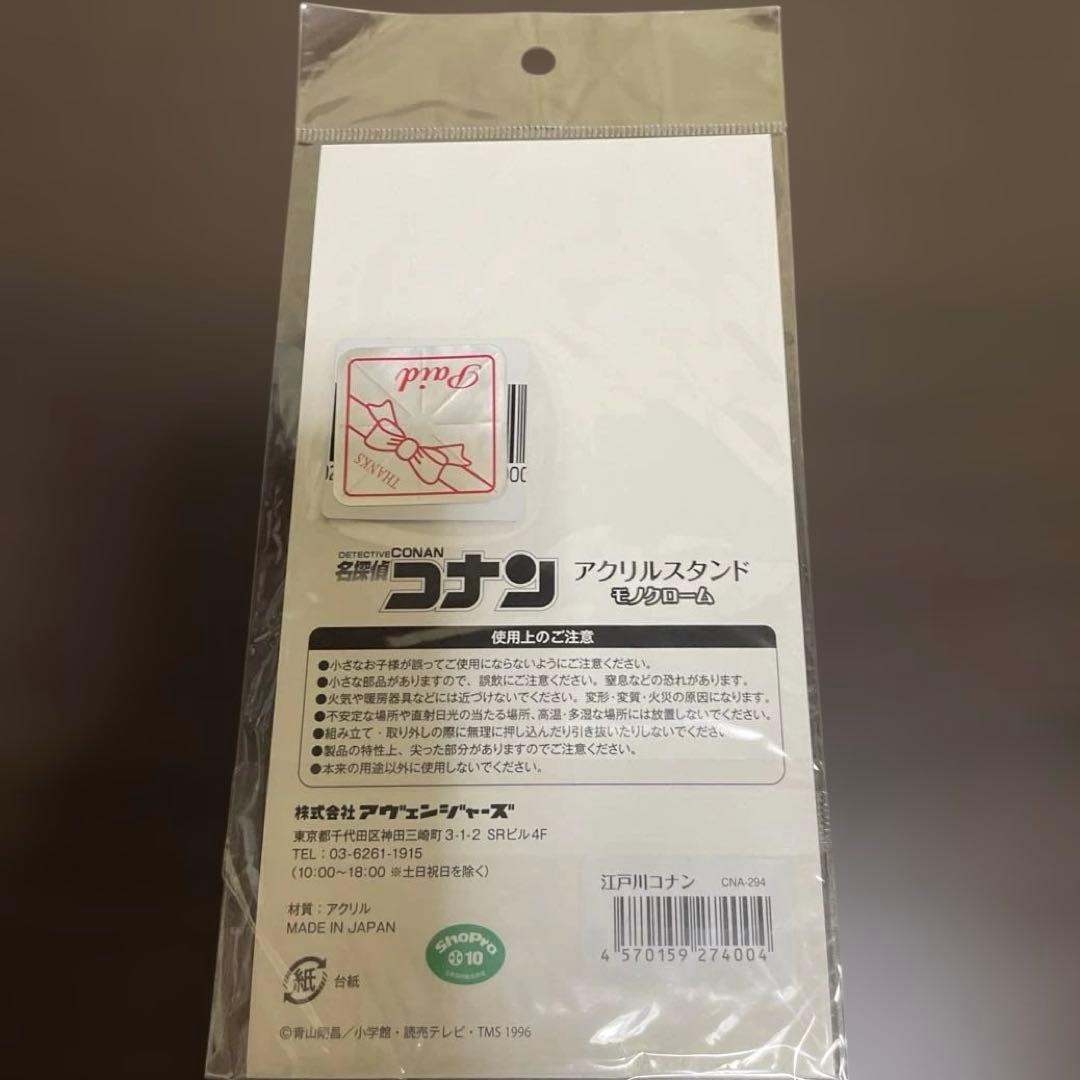 Paid
THANKS
DETECTIVE CONAN
名探偵コナン
アクリルスタンド
モノクローム
使用上のご注意
●小さなお子様が誤ってご使用にならないようにご注意ください。
●小さな部品がありますので、誤飲にご注意ください。窒息などの恐れがあります。
●火気や暖房器具などには近づけないでください。変形・変質・火災の原因になります。
●不安定な場所や直射日光の当たる場所、高温・多湿な場所には放置しないでください。
●組み立て・取り外しの際に無理に押し込んだり引き抜いたりしないでください
●製品の特性上、尖った部分がありますのでご注意ください。
●本来の用途以外に使用しないでください。
株式会社 アヴェンジャーズ
東京都千代田区神田三崎町3-1-2 SRビル4F
TEL：03-6261-1915
（10:00～18:00 ※土日祝日を除く）
江戸川コナン CNA-294
4 570159 274004
材質：アクリル
MADE IN JAPAN
ShoPro
10
紙 台紙
©青山剛昌／小学館・読売テレビ・TMS 1996